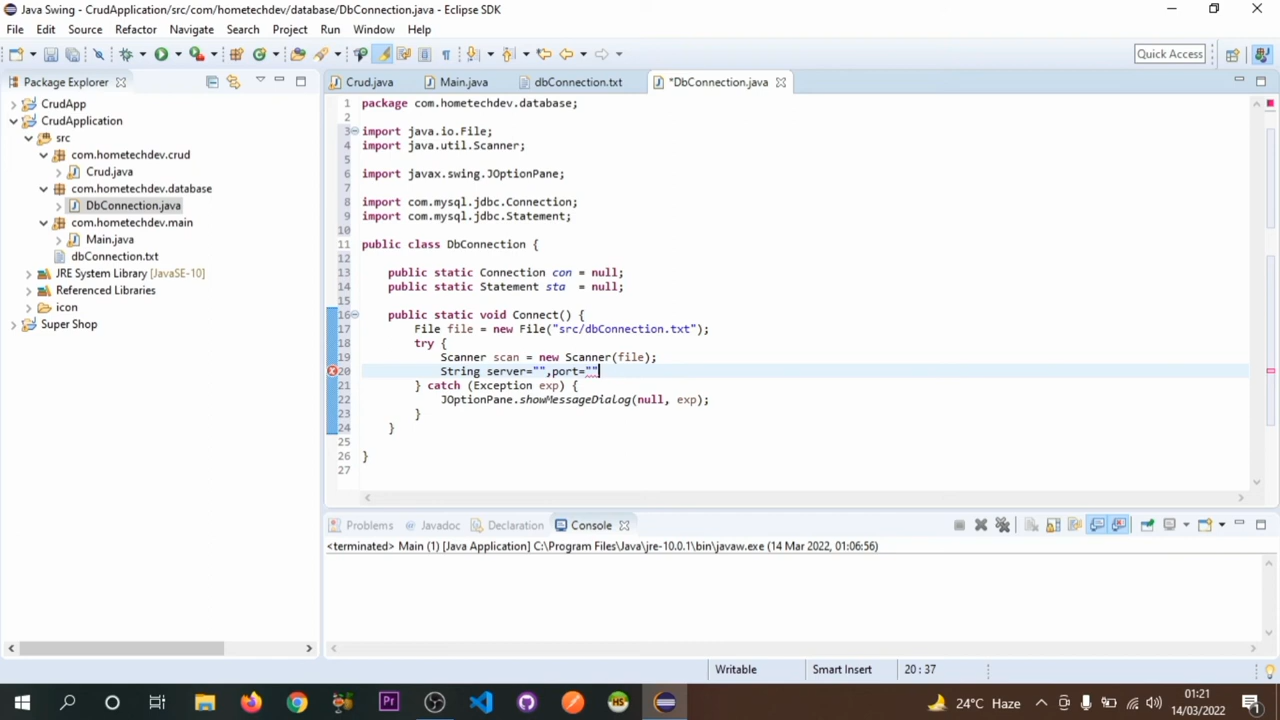 Java Swing - CrudApplication/src/com/hometechdev/database/DbConnection.java - Eclipse SDK
File Edit Source Refactor Navigate Search Project Run Window Help
Quick Access
Package Explorer
Crud.java Main.java dbConnection.txt *DbConnection.java
CrudApp
CrudApplication
src
com.hometechdev.crud
Crud.java
com.hometechdev.database
DbConnection.java
com.hometechdev.main
Main.java
dbConnection.txt
JRE System Library [JavaSE-10]
Referenced Libraries
icon
Super Shop
1 package com.hometechdev.database;
2
3 import java.io.File;
4 import java.util.Scanner;
5
6 import javax.swing.JOptionPane;
7
8 import com.mysql.jdbc.Connection;
9 import com.mysql.jdbc.Statement;
10
11 public class DbConnection {
12
13 public static Connection con = null;
14 public static Statement sta = null;
15
16 public static void Connect() {
17 File file = new File("src/dbConnection.txt");
18 try {
19 Scanner scan = new Scanner(file);
20 String server="",port=""
21 } catch (Exception exp) {
22 JOptionPane.showMessageDialog(null, exp);
23 }
24 }
25
26 }
27
Problems Javadoc Declaration Console
<terminated> Main (1) [Java Application] C:\Program Files\Java\jre-10.0.1\bin\javaw.exe (14 Mar 2022, 01:06:56)
Writable Smart Insert 20 : 37
24°C Haze
01:21
14/03/2022
1